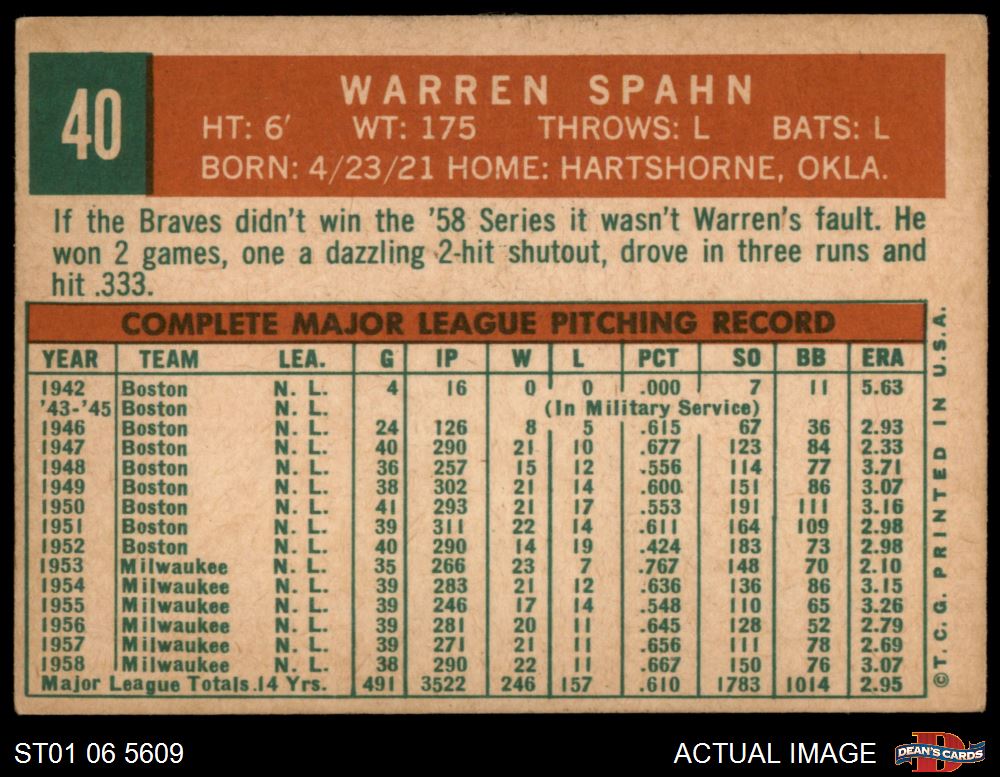 40
WARREN SPAHN
HT: 6' WT: 175 THROWS: L BATS: L
BORN: 4/23/21 HOME: HARTSHORNE, OKLA.
If the Braves didn't win the '58 Series it wasn't Warren's fault. He
won 2 games, one a dazzling 2-hit shutout, drove in three runs and
hit .333.
COMPLETE MAJOR LEAGUE PITCHING RECORD
YEAR TEAM LEA. G IP W L PCT SO BB ERA
1942 Boston N. L. 4 16 0 0 .000 7 11 5.63
'43-'45 Boston N. L. (In Military Service)
1946 Boston N. L. 24 126 8 5 .615 67 36 2.93
1947 Boston N. L. 40 290 21 10 .677 123 84 2.33
1948 Boston N. L. 36 257 15 12 .556 114 77 3.71
1949 Boston N. L. 38 302 21 14 .600 151 86 3.07
1950 Boston N. L. 41 293 21 17 .553 191 111 3.16
1951 Boston N. L. 39 311 22 14 .611 164 109 2.98
1952 Boston N. L. 40 290 14 19 .424 183 73 2.98
1953 Milwaukee N. L. 35 266 23 7 .767 148 70 2.10
1954 Milwaukee N. L. 39 283 21 12 .636 136 86 3.15
1955 Milwaukee N. L. 39 246 17 14 .548 110 65 3.26
1956 Milwaukee N. L. 39 281 20 11 .645 128 52 2.79
1957 Milwaukee N. L. 39 271 21 11 .656 111 78 2.69
1958 Milwaukee N. L. 38 290 22 11 .667 150 76 3.07
Major League Totals 14 Yrs. 491 3522 246 157 .610 1783 1014 2.95
© T. C. G. PRINTED IN U.S.A.
ST01 06 5609
ACTUAL IMAGE
D
DEAN'S CARDS